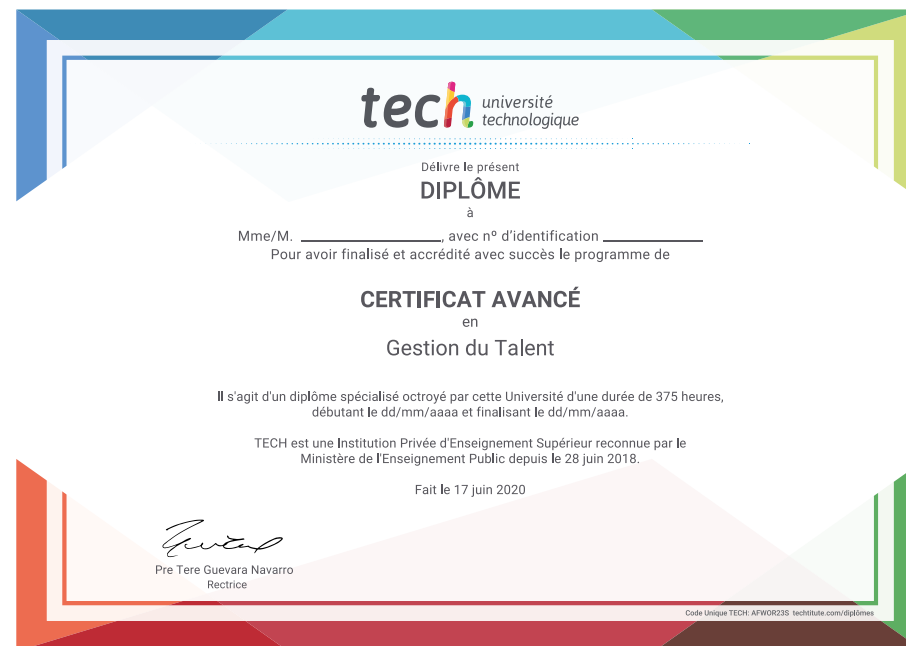 tech université
technologique
Délivre le présent
DIPLÔME
à
Mme/M. ____________________, avec nº d'identification ______________
Pour avoir finalisé et accrédité avec succès le programme de
CERTIFICAT AVANCÉ
en
Gestion du Talent
Il s'agit d'un diplôme spécialisé octroyé par cette Université d'une durée de 375 heures,
débutant le dd/mm/aaaa et finalisant le dd/mm/aaaa.
TECH est une Institution Privée d'Enseignement Supérieur reconnue par le
Ministère de l'Enseignement Public depuis le 28 juin 2018.
Fait le 17 juin 2020
Pre Tere Guevara Navarro
Rectrice
Code Unique TECH: AFWOR23S techtitute.com/diplômes